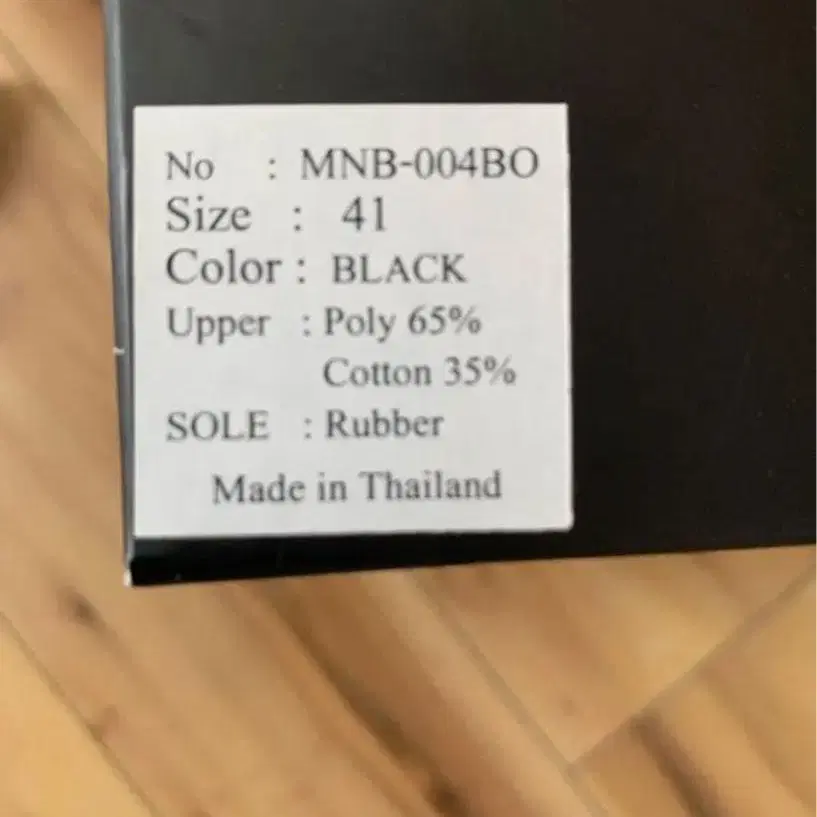 No : MNB-004BO
Size : 41
Color : BLACK
Upper : Poly 65%
Cotton 35%
SOLE : Rubber
Made in Thailand